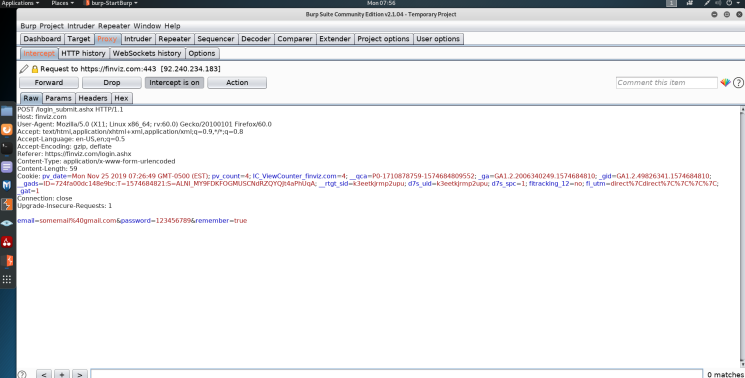 Applications Places burp-StartBurp Mon 07:56 1
Burp Suite Community Edition v2.1.04 - Temporary Project
Burp Project Intruder Repeater Window Help
Dashboard Target Proxy Intruder Repeater Sequencer Decoder Comparer Extender Project options User options
Intercept HTTP history WebSockets history Options
Request to https://finviz.com:443 [92.240.234.183]
Forward Drop Intercept is on Action Comment this item ?
Raw Params Headers Hex
POST /login_submit.ashx HTTP/1.1
Host: finviz.com
User-Agent: Mozilla/5.0 (X11; Linux x86_64; rv:60.0) Gecko/20100101 Firefox/60.0
Accept: text/html,application/xhtml+xml,application/xml;q=0.9,*/*;q=0.8
Accept-Language: en-US,en;q=0.5
Accept-Encoding: gzip, deflate
Referer: https://finviz.com/login.ashx
Content-Type: application/x-www-form-urlencoded
Content-Length: 59
Cookie: pv_date=Mon Nov 25 2019 07:26:49 GMT-0500 (EST); pv_count=4; IC_ViewCounter_finviz.com=4; __qca=P0-1710878759-1574684809552; _ga=GA1.2.2006340249.1574684810; _gid=GA1.2.49826341.1574684810;
__gads=ID=724fa00dc148e9bc:T=1574684821:S=ALNI_MY9FDKFOGMUSCNdRZQYQJt4aPhUqA; __rtgt_sid=k3eetkjrmp2upu; d7s_uid=k3eetkjrmp2upu; d7s_spc=1; fitracking_12=no; fi_utm=direct%7Cdirect%7C%7C%7C%7C;
_gat=1
Connection: close
Upgrade-Insecure-Requests: 1
email=somemail%40gmail.com&password=123456789&remember=true
? < + > 0 matches